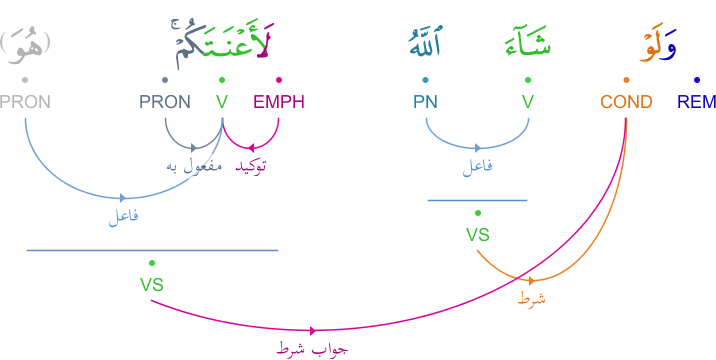 وَلَوْ شَآءَ ٱللَّهُ لَأَعْنَتَكُمْ ۚ (هُوَ)
REM COND V PN EMPH V PRON PRON
توكيد مفعول به فاعل
فاعل
VS
VS
شرط
جواب شرط